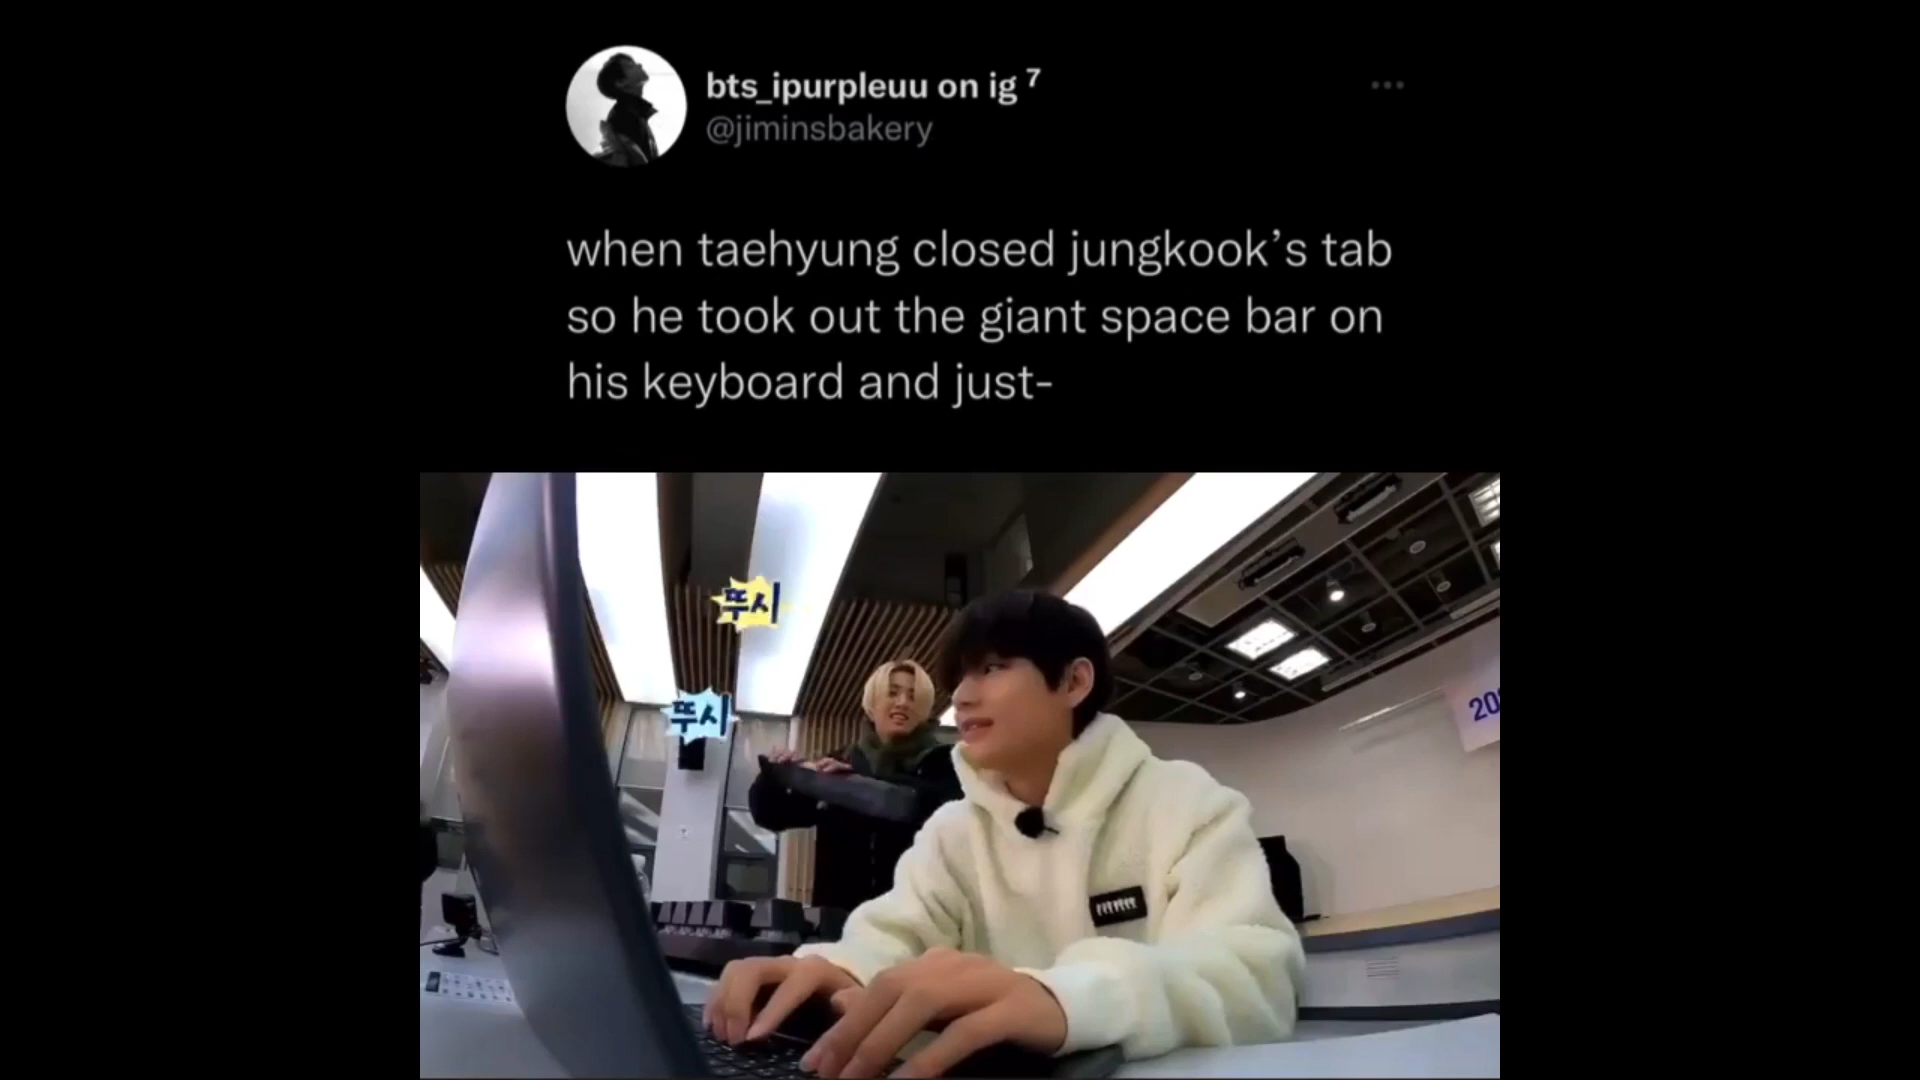 bts_ipurpleuu on ig ⁷
@jiminsbakery
when taehyung closed jungkook’s tab
so he took out the giant space bar on
his keyboard and just-
뚜시
뚜시
20